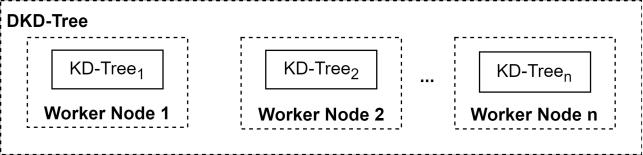 DKD-Tree
KD-Tree₁
Worker Node 1
KD-Tree₂
Worker Node 2
...
KD-Treeₙ
Worker Node n